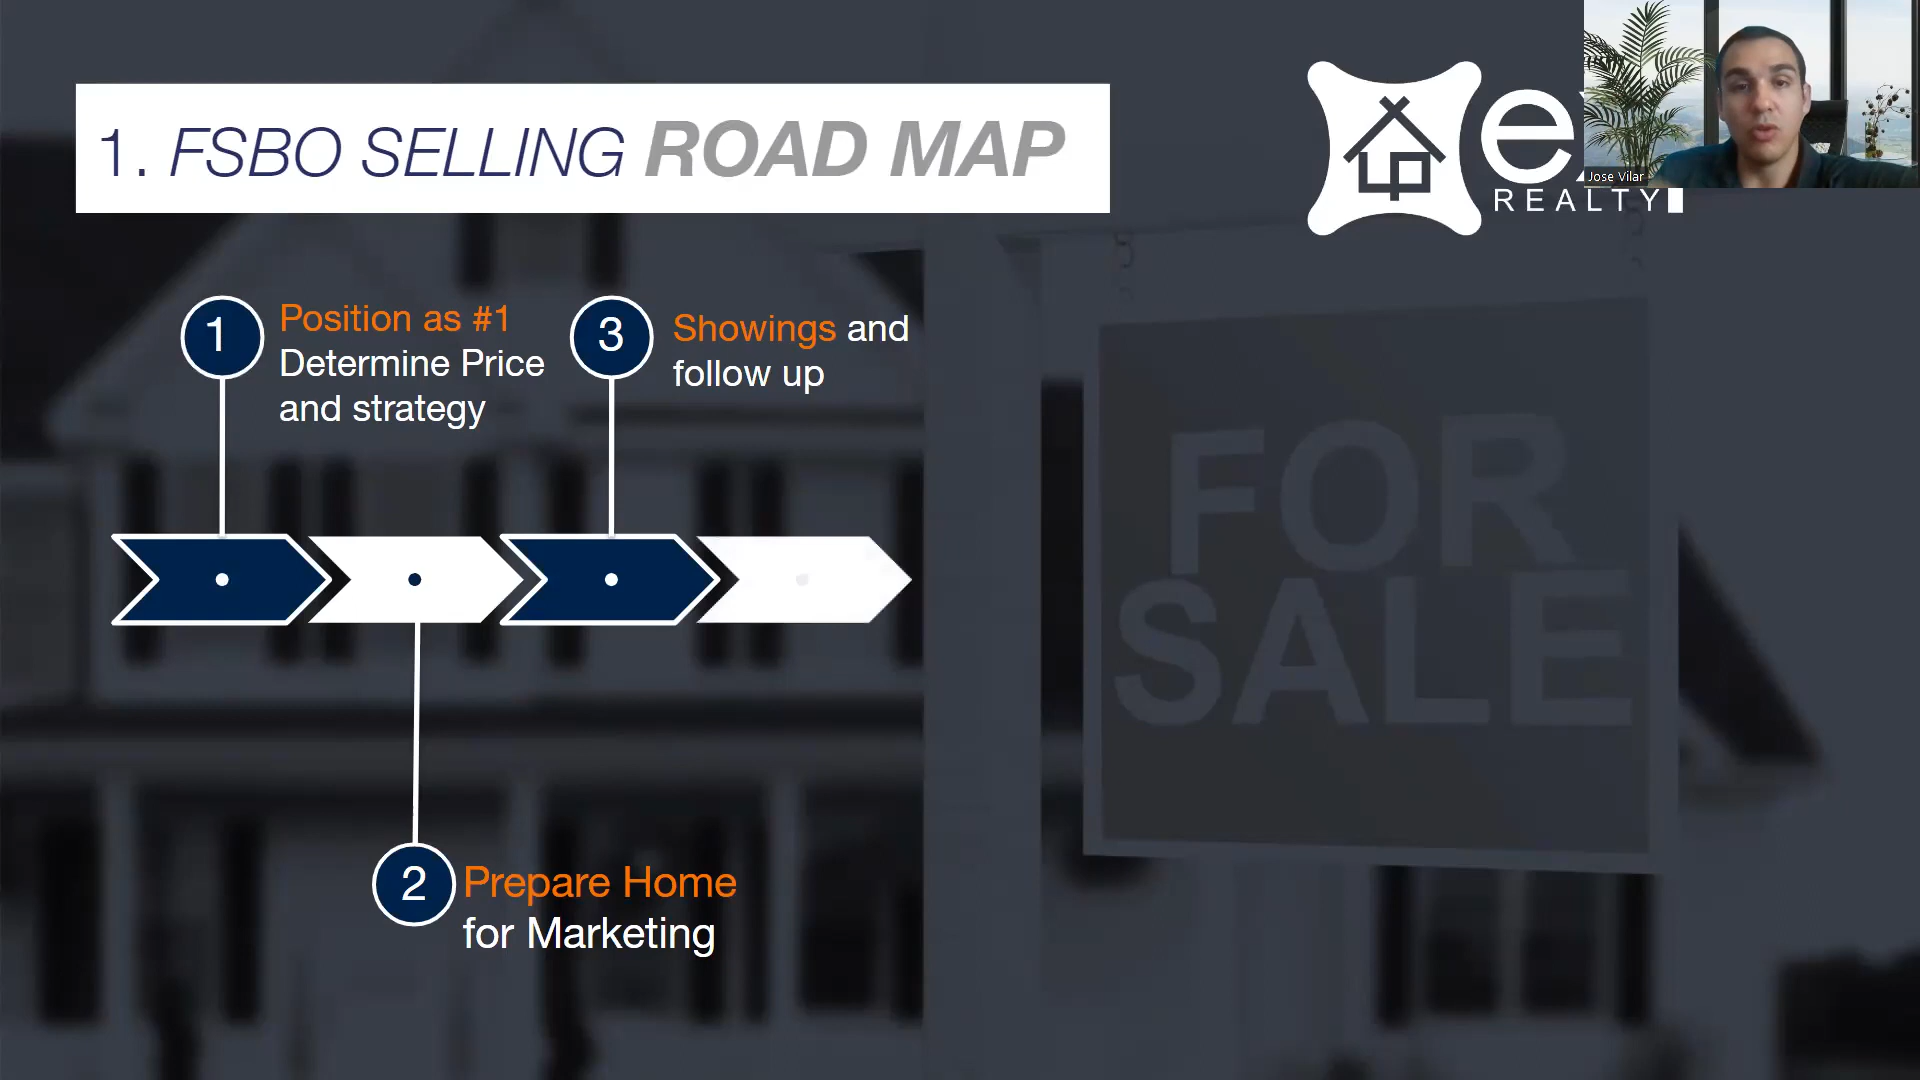 1. FSBO SELLING ROAD MAP
REALTY
Jose Vilar
1
Position as #1
Determine Price
and strategy
3
Showings and
follow up
2
Prepare Home
for Marketing
FOR
SALE